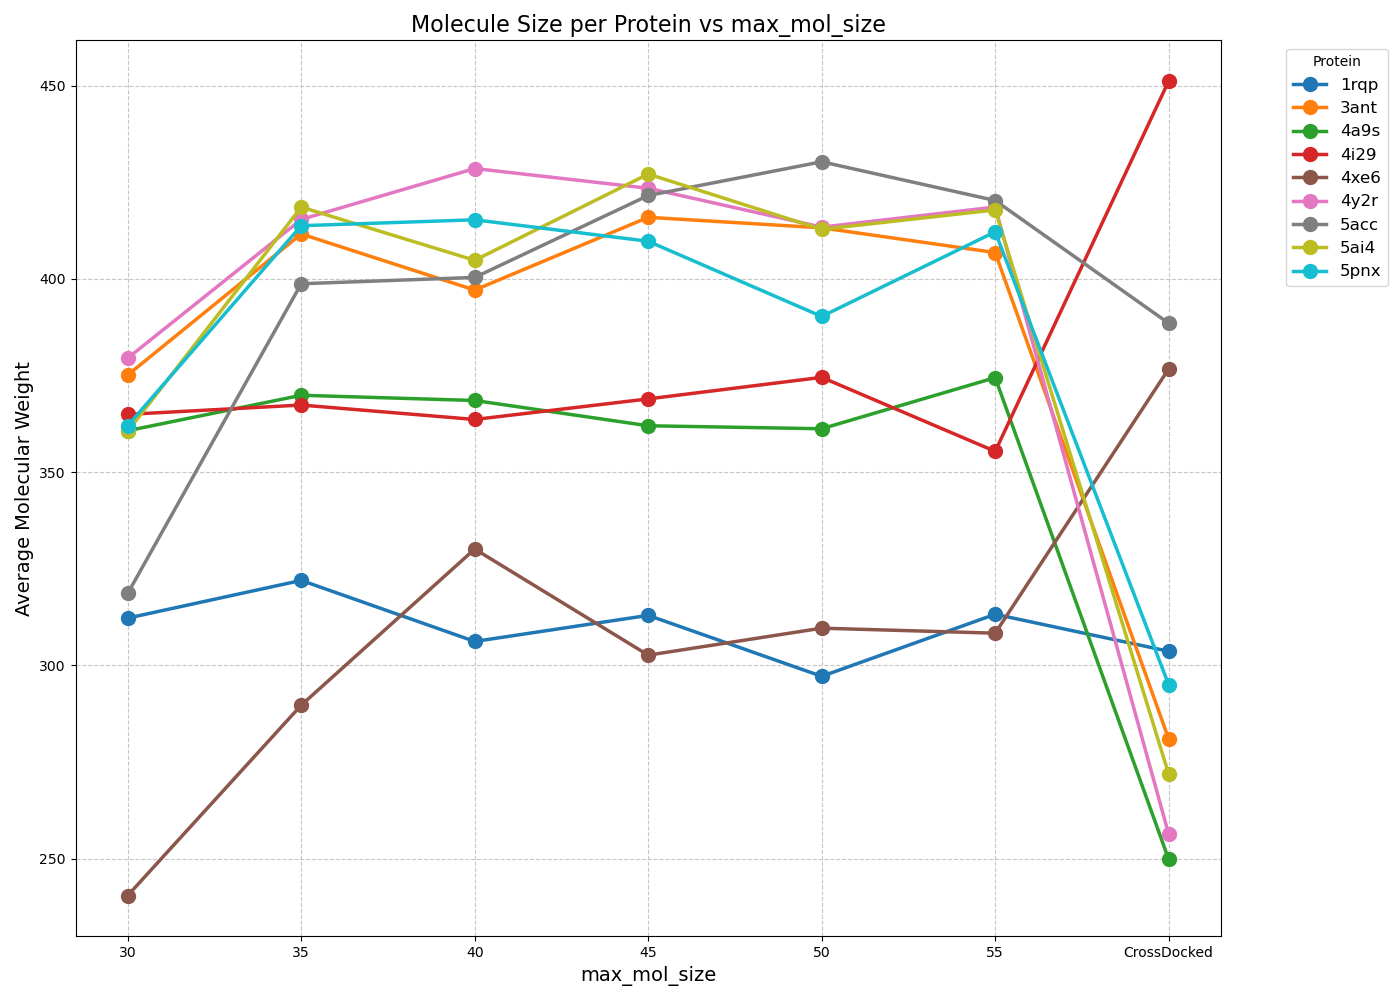 Molecule Size per Protein vs max_mol_size
Average Molecular Weight
450
400
350
300
250
30
35
40
45
50
55
CrossDocked
max_mol_size
Protein
1rqp
3ant
4a9s
4i29
4xe6
4y2r
5acc
5ai4
5pnx